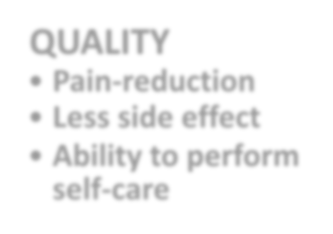 QUALITY
• Pain-reduction
• Less side effect
• Ability to perform
self-care